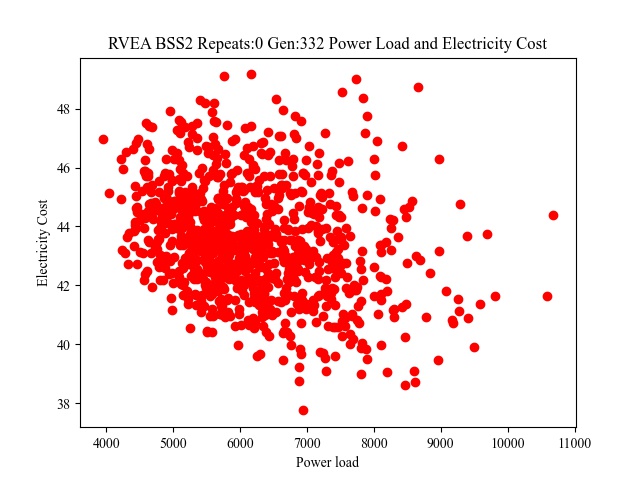 RVEA BSS2 Repeats:0 Gen:332 Power Load and Electricity Cost
48
46
44
42
40
38
Electricity Cost
4000 5000 6000 7000 8000 9000 10000 11000
Power load